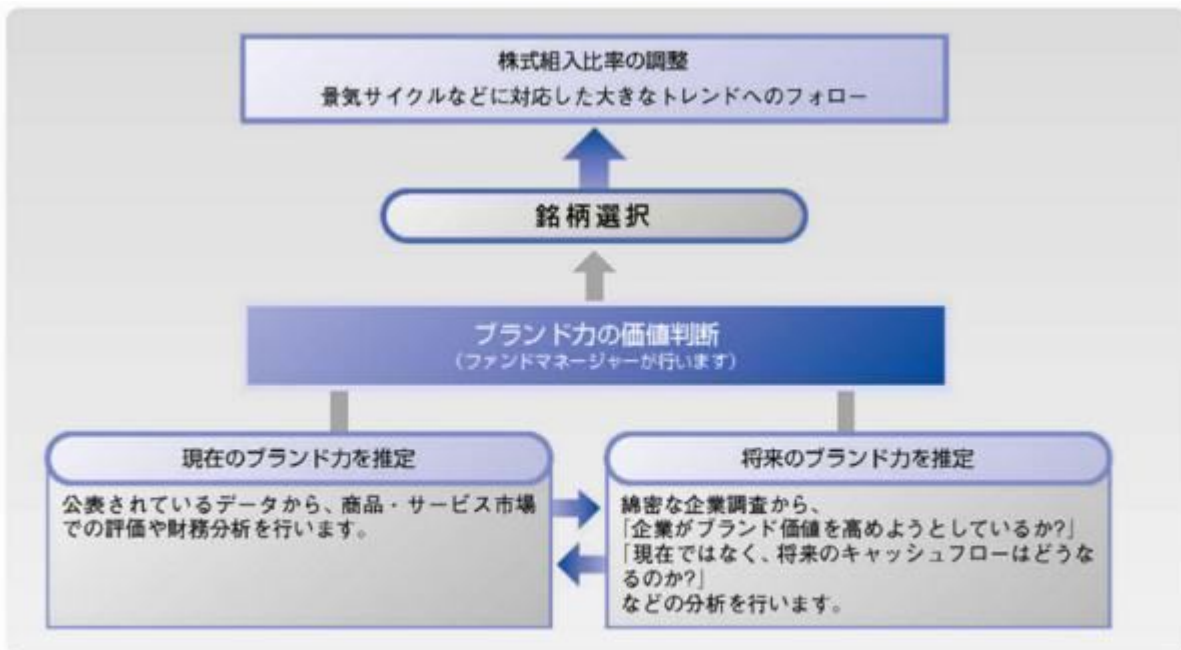 株式組入比率の調整
景気サイクルなどに対応した大きなトレンドへのフォロー
銘柄選択
ブランド力の価値判断
（ファンドマネージャーが行います）
現在のブランド力を推定
公表されているデータから、商品・サービス市場
での評価や財務分析を行います。
将来のブランド力を推定
綿密な企業調査から、
「企業がブランド価値を高めようとしているか?」
「現在ではなく、将来のキャッシュフローはどうな
るのか?」
などの分析を行います。